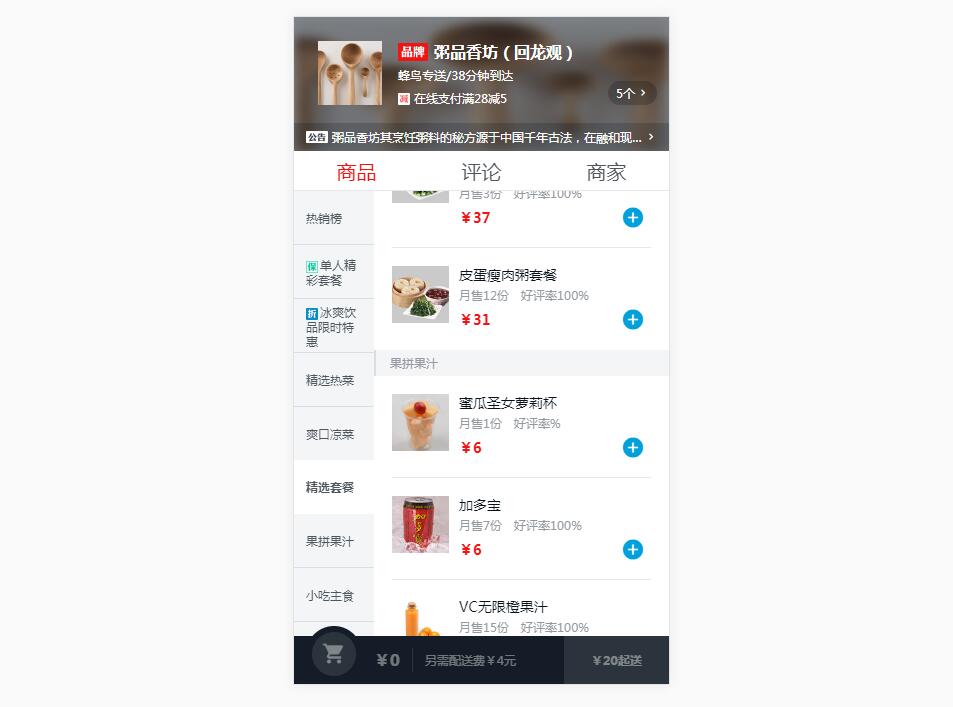 品牌 粥品香坊（回龙观）
蜂鸟专送/38分钟到达
减 在线支付满28减5
5个 >
公告 粥品香坊其烹饪粥料的秘方源于中国千年古法，在融和现... >
商品 评论 商家
热销榜
保 单人精
彩套餐
折 冰爽饮
品限时特
惠
精选热菜
爽口凉菜
精选套餐
果拼果汁
小吃主食
月售3份 好评率100%
￥37
皮蛋瘦肉粥套餐
月售12份 好评率100%
￥31
果拼果汁
蜜瓜圣女萝莉杯
月售1份 好评率%
￥6
加多宝
月售7份 好评率100%
￥6
VC无限橙果汁
月售15份 好评率100%
￥0 另需配送费￥4元 ￥20起送